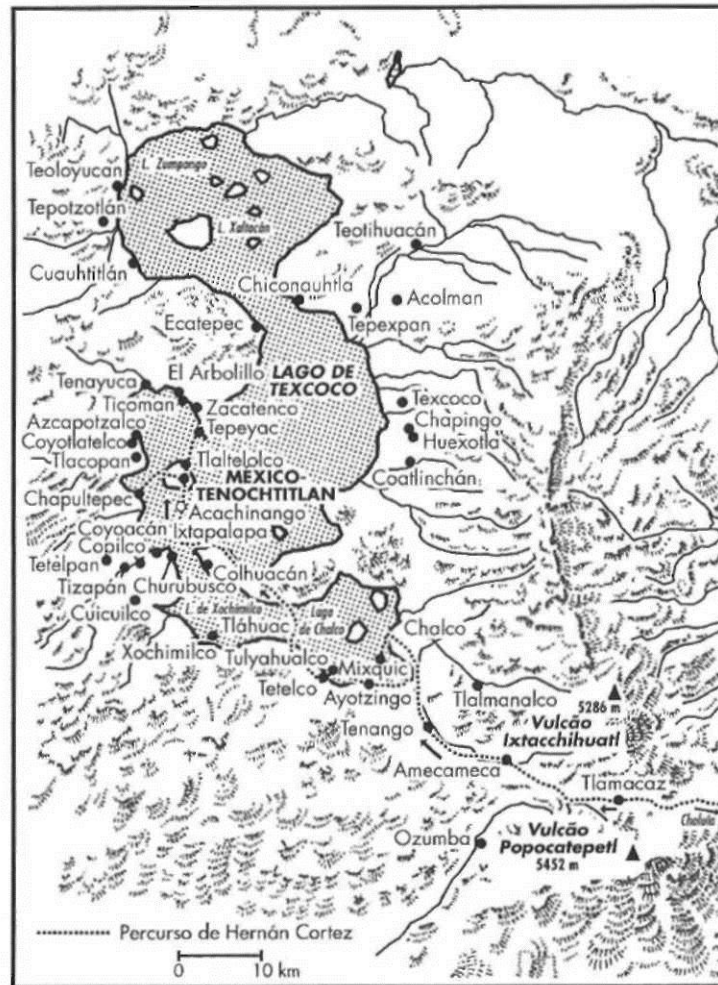 L. Zumpango
Teoloyucan
Tepotzotlán
L. Xaltocán
Teotihuacán
Cuauhtitlán
Chiconauhtla
Acolman
Tepexpan
Ecatepec
El Arbolillo
LAGO DE
TEXCOCO
Tenayuca
Ticoman
Zacatenco
Texcoco
Azcapotzalco
Tepeyac
Chapingo
Coyotlatelco
Huexotla
Tlacopan
Tlaltelolco
Coatlinchán
MÉXICO-
TENOCHTITLAN
Chapultepec
Acachinango
Coyoacán
Ixtapalapa
Copilco
Tetelpan
Colhuacán
Tizapán
Churubusco
Cuicuilco
L. de Xochimilco
Lago
de Chalco
Tláhuac
Chalco
Xochimilco
Tulyahualco
Mixquic
Tetelco
Ayotzingo
Tlalmanalco
5286 m
Vulcão
Ixtacchihuatl
Tenango
Amecameca
Tlamacaz
Cholula
Ozumba
Vulcão
Popocatepetl
5452 m
Percurso de Hernán Cortez
0 10 km